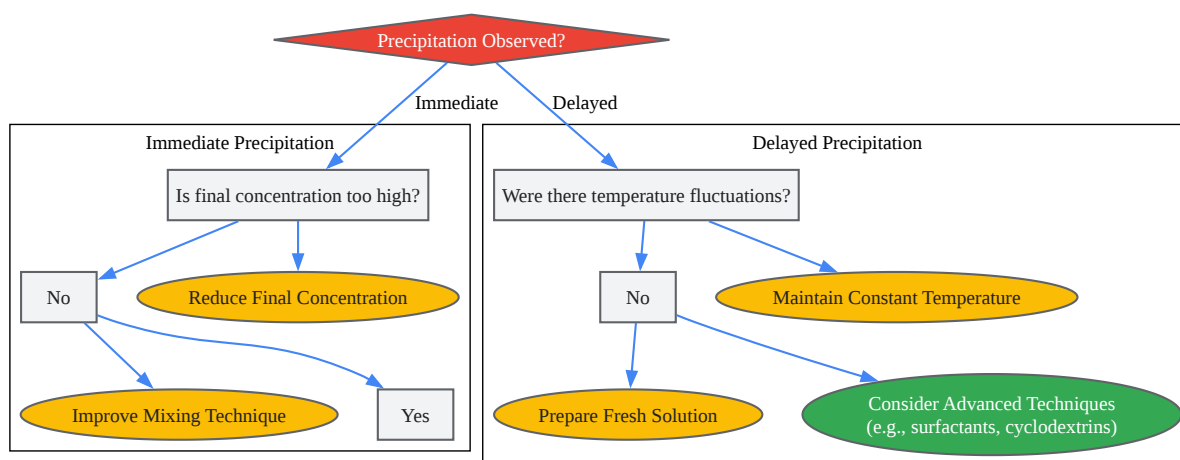 Precipitation Observed?
Immediate
Delayed
Immediate Precipitation
Is final concentration too high?
No
Reduce Final Concentration
Improve Mixing Technique
Yes
Delayed Precipitation
Were there temperature fluctuations?
No
Maintain Constant Temperature
Prepare Fresh Solution
Consider Advanced Techniques
(e.g., surfactants, cyclodextrins)